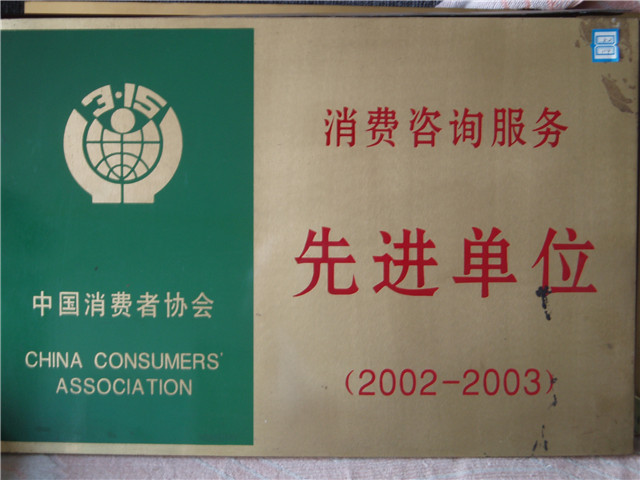 3·15
中国消费者协会
CHINA CONSUMERS'
ASSOCIATION
消费咨询服务
先进单位
(2002-2003)